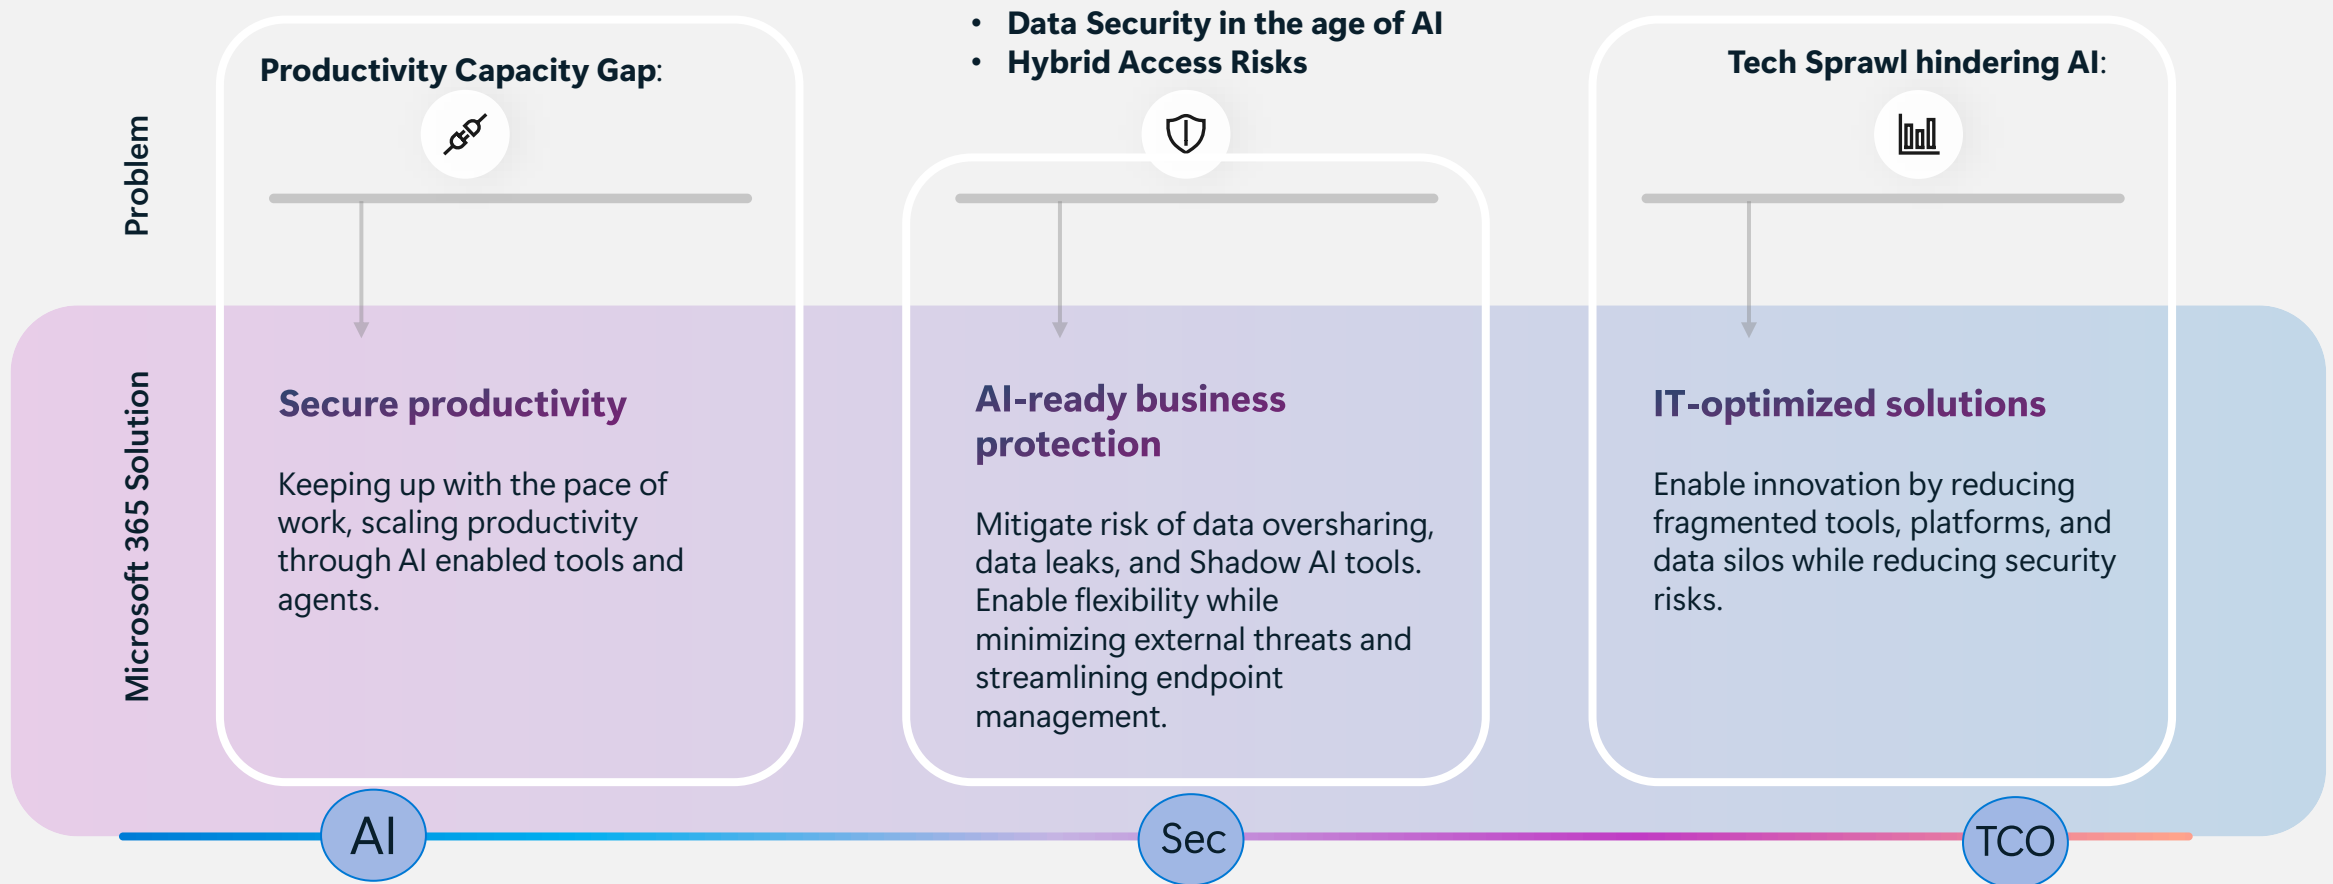 Problem
Productivity Capacity Gap:
• Data Security in the age of AI
• Hybrid Access Risks
Tech Sprawl hindering AI:
Microsoft 365 Solution
Secure productivity
Keeping up with the pace of
work, scaling productivity
through AI enabled tools and
agents.
AI-ready business
protection
Mitigate risk of data oversharing,
data leaks, and Shadow AI tools.
Enable flexibility while
minimizing external threats and
streamlining endpoint
management.
IT-optimized solutions
Enable innovation by reducing
fragmented tools, platforms, and
data silos while reducing security
risks.
AI
Sec
TCO